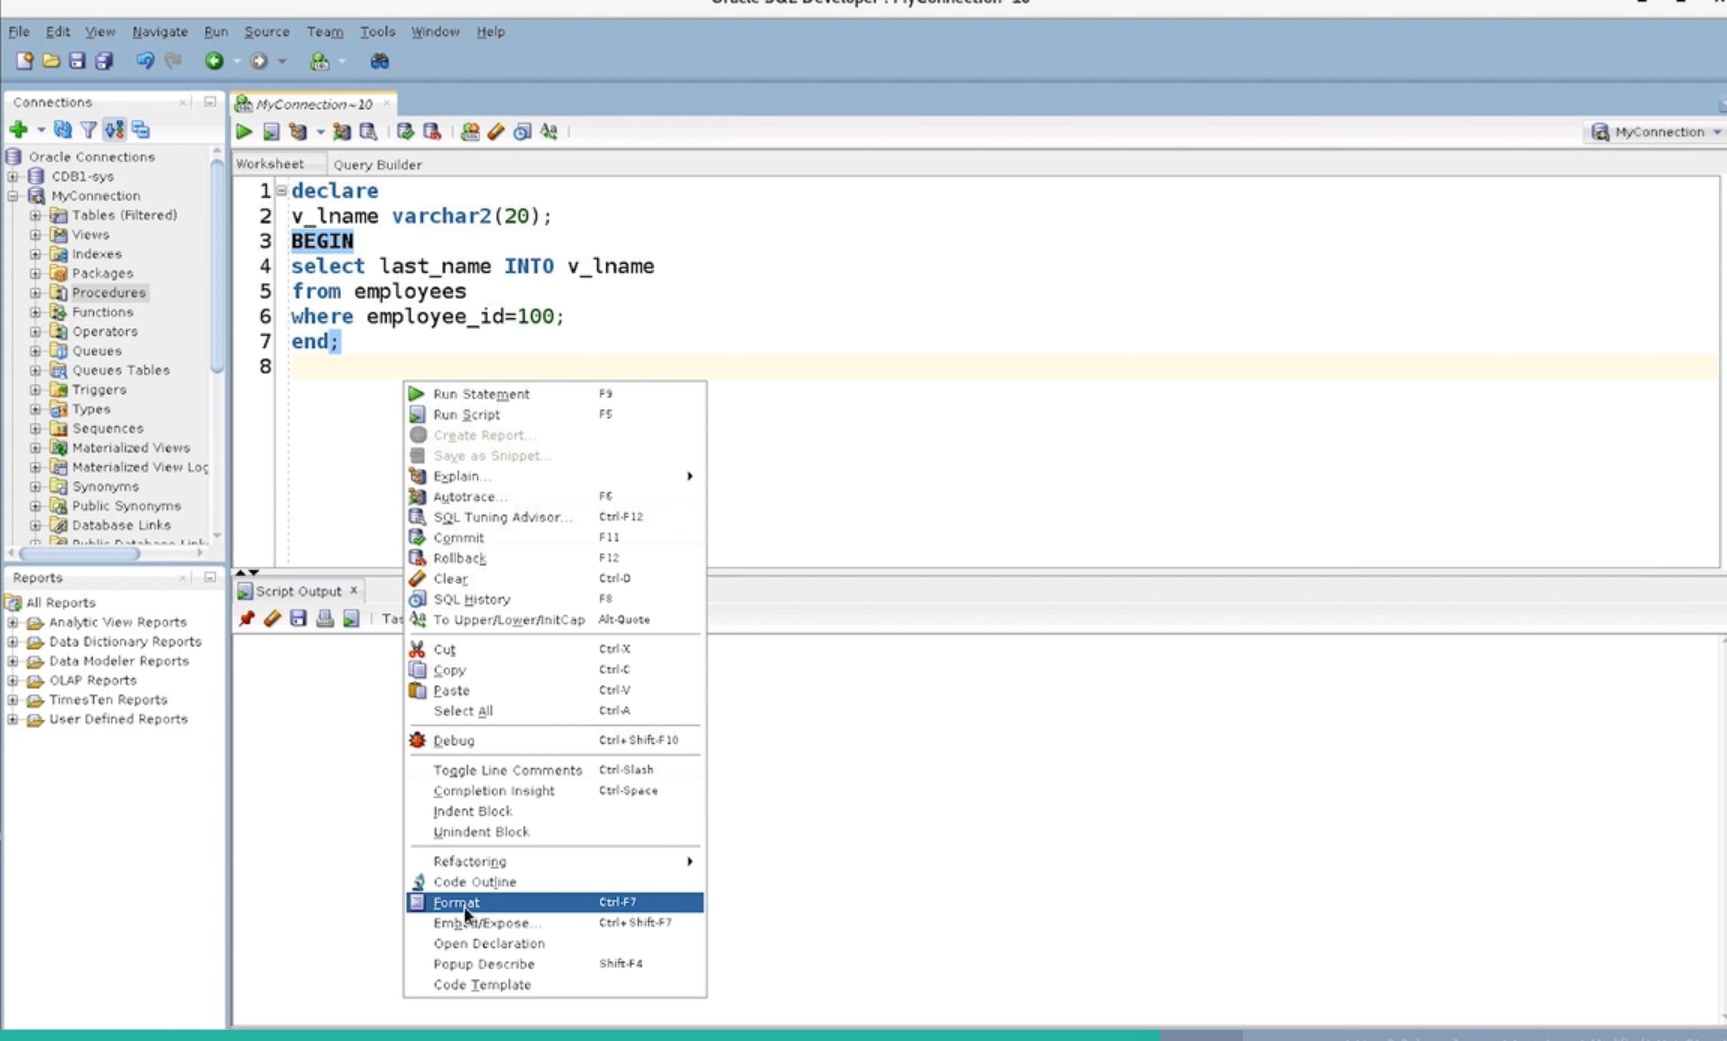 File Edit View Navigate Run Source Team Tools Window Help
Connections
Oracle Connections
CDB1-sys
MyConnection
Tables (Filtered)
Views
Indexes
Packages
Procedures
Functions
Operators
Queues
Queues Tables
Triggers
Types
Sequences
Materialized Views
Materialized View Log
Synonyms
Public Synonyms
Database Links
Reports
All Reports
Analytic View Reports
Data Dictionary Reports
Data Modeler Reports
OLAP Reports
TimesTen Reports
User Defined Reports
MyConnection~10
MyConnection
Worksheet Query Builder
1 declare
2 v_lname varchar2(20);
3 BEGIN
4 select last_name INTO v_lname
5 from employees
6 where employee_id=100;
7 end;
8
Script Output
Run Statement F9
Run Script F5
Create Report...
Save as Snippet...
Explain...
Autotrace... F6
SQL Tuning Advisor... Ctrl-F12
Commit F11
Rollback F12
Clear Ctrl-D
SQL History F8
To Upper/Lower/InitCap Alt-Quote
Cut Ctrl-X
Copy Ctrl-C
Paste Ctrl-V
Select All Ctrl-A
Debug Ctrl+Shift-F10
Toggle Line Comments Ctrl-Slash
Completion Insight Ctrl-Space
Indent Block
Unindent Block
Refactoring
Code Outline
Format Ctrl-F7
Embed/Expose... Ctrl+Shift-F7
Open Declaration
Popup Describe Shift-F4
Code Template